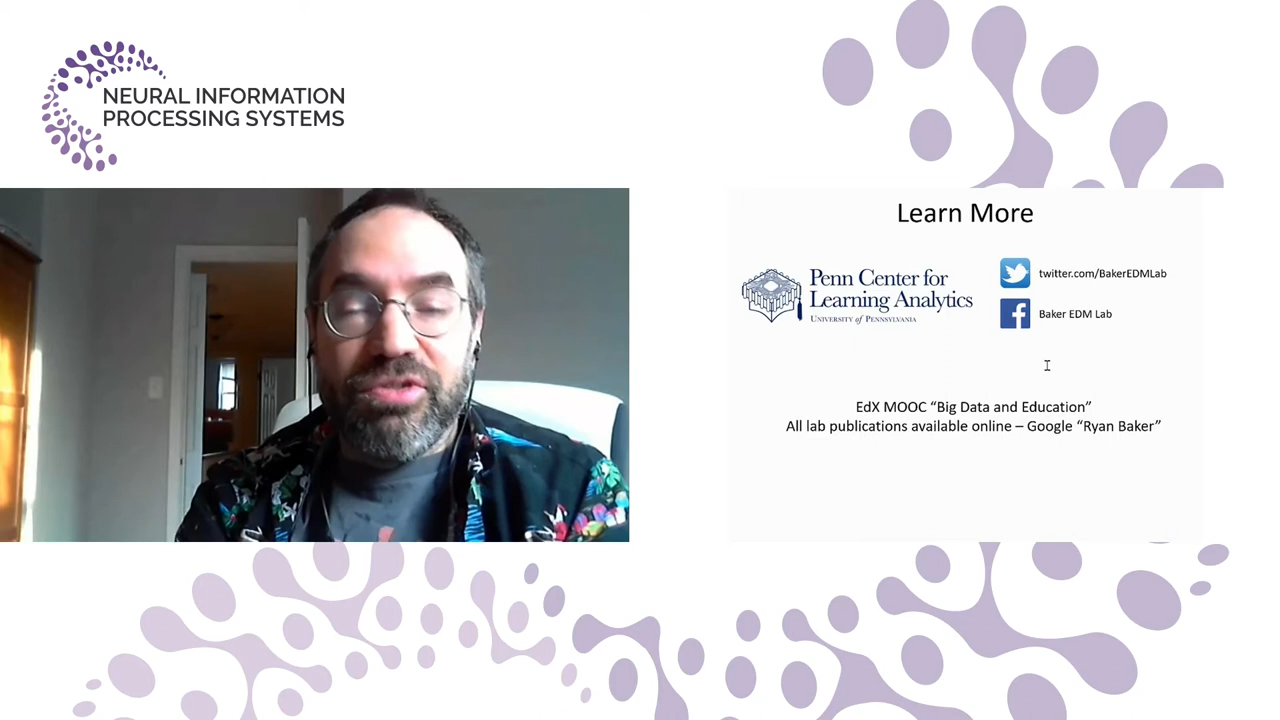 NEURAL INFORMATION
PROCESSING SYSTEMS
Learn More
Penn Center for
Learning Analytics
UNIVERSITY of PENNSYLVANIA
twitter.com/BakerEDMLab
Baker EDM Lab
EdX MOOC “Big Data and Education”
All lab publications available online – Google “Ryan Baker”